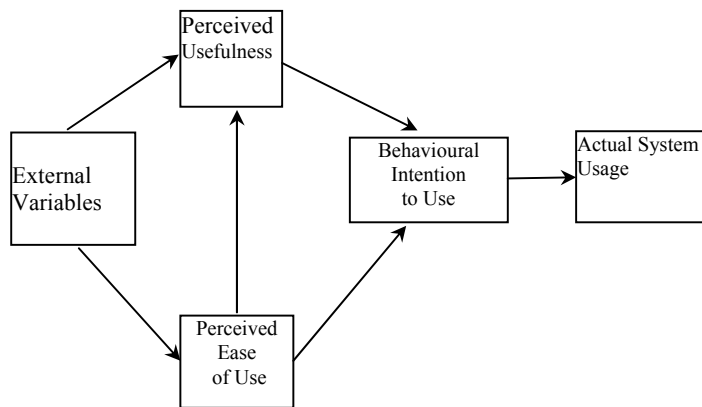 Perceived
Usefulness
External
Variables
Behavioural
Intention
to Use
Actual System
Usage
Perceived
Ease
of Use